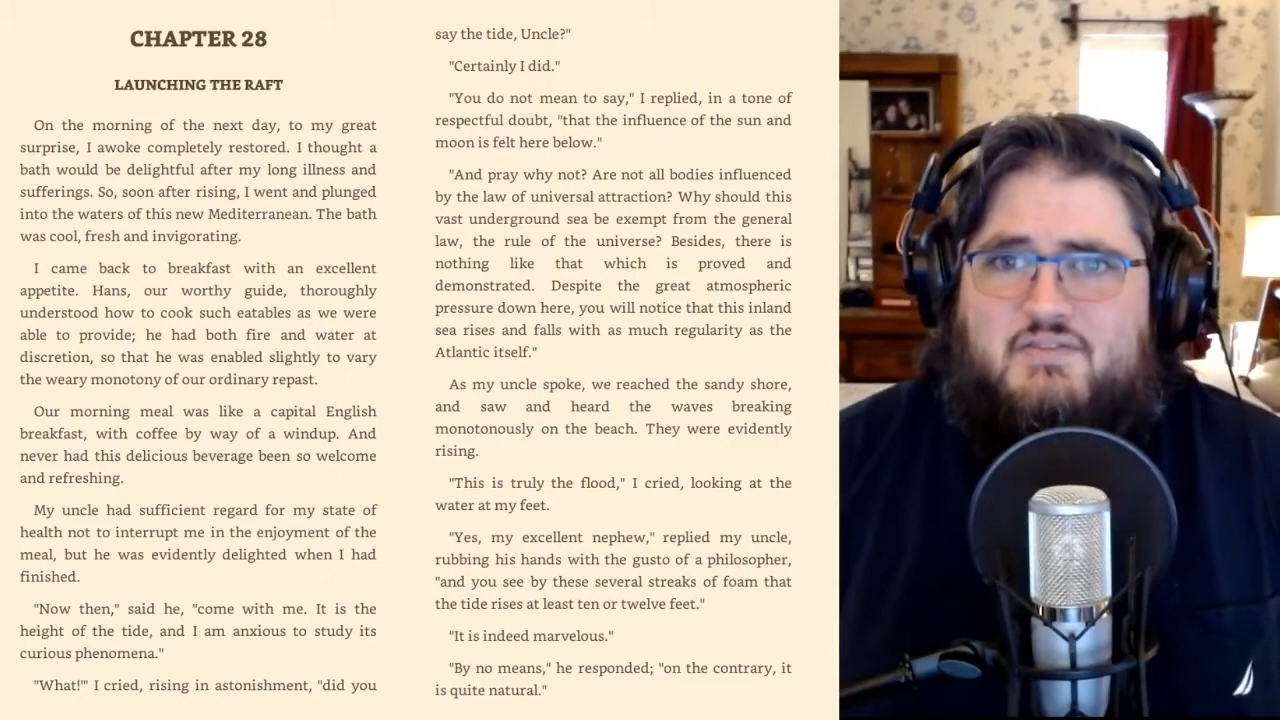 CHAPTER 28
LAUNCHING THE RAFT
On the morning of the next day, to my great
surprise, I awoke completely restored. I thought a
bath would be delightful after my long illness and
sufferings. So, soon after rising, I went and plunged
into the waters of this new Mediterranean. The bath
was cool, fresh and invigorating.
I came back to breakfast with an excellent
appetite. Hans, our worthy guide, thoroughly
understood how to cook such eatables as we were
able to provide; he had both fire and water at
discretion, so that he was enabled slightly to vary
the weary monotony of our ordinary repast.
Our morning meal was like a capital English
breakfast, with coffee by way of a windup. And
never had this delicious beverage been so welcome
and refreshing.
My uncle had sufficient regard for my state of
health not to interrupt me in the enjoyment of the
meal, but he was evidently delighted when I had
finished.
"Now then," said he, "come with me. It is the
height of the tide, and I am anxious to study its
curious phenomena."
"What!"' I cried, rising in astonishment, "did you
say the tide, Uncle?"
"Certainly I did."
"You do not mean to say," I replied, in a tone of
respectful doubt, "that the influence of the sun and
moon is felt here below."
"And pray why not? Are not all bodies influenced
by the law of universal attraction? Why should this
vast underground sea be exempt from the general
law, the rule of the universe? Besides, there is
nothing like that which is proved and
demonstrated. Despite the great atmospheric
pressure down here, you will notice that this inland
sea rises and falls with as much regularity as the
Atlantic itself."
As my uncle spoke, we reached the sandy shore,
and saw and heard the waves breaking
monotonously on the beach. They were evidently
rising.
"This is truly the flood," I cried, looking at the
water at my feet.
"Yes, my excellent nephew," replied my uncle,
rubbing his hands with the gusto of a philosopher,
"and you see by these several streaks of foam that
the tide rises at least ten or twelve feet."
"It is indeed marvelous."
"By no means," he responded; "on the contrary, it
is quite natural."